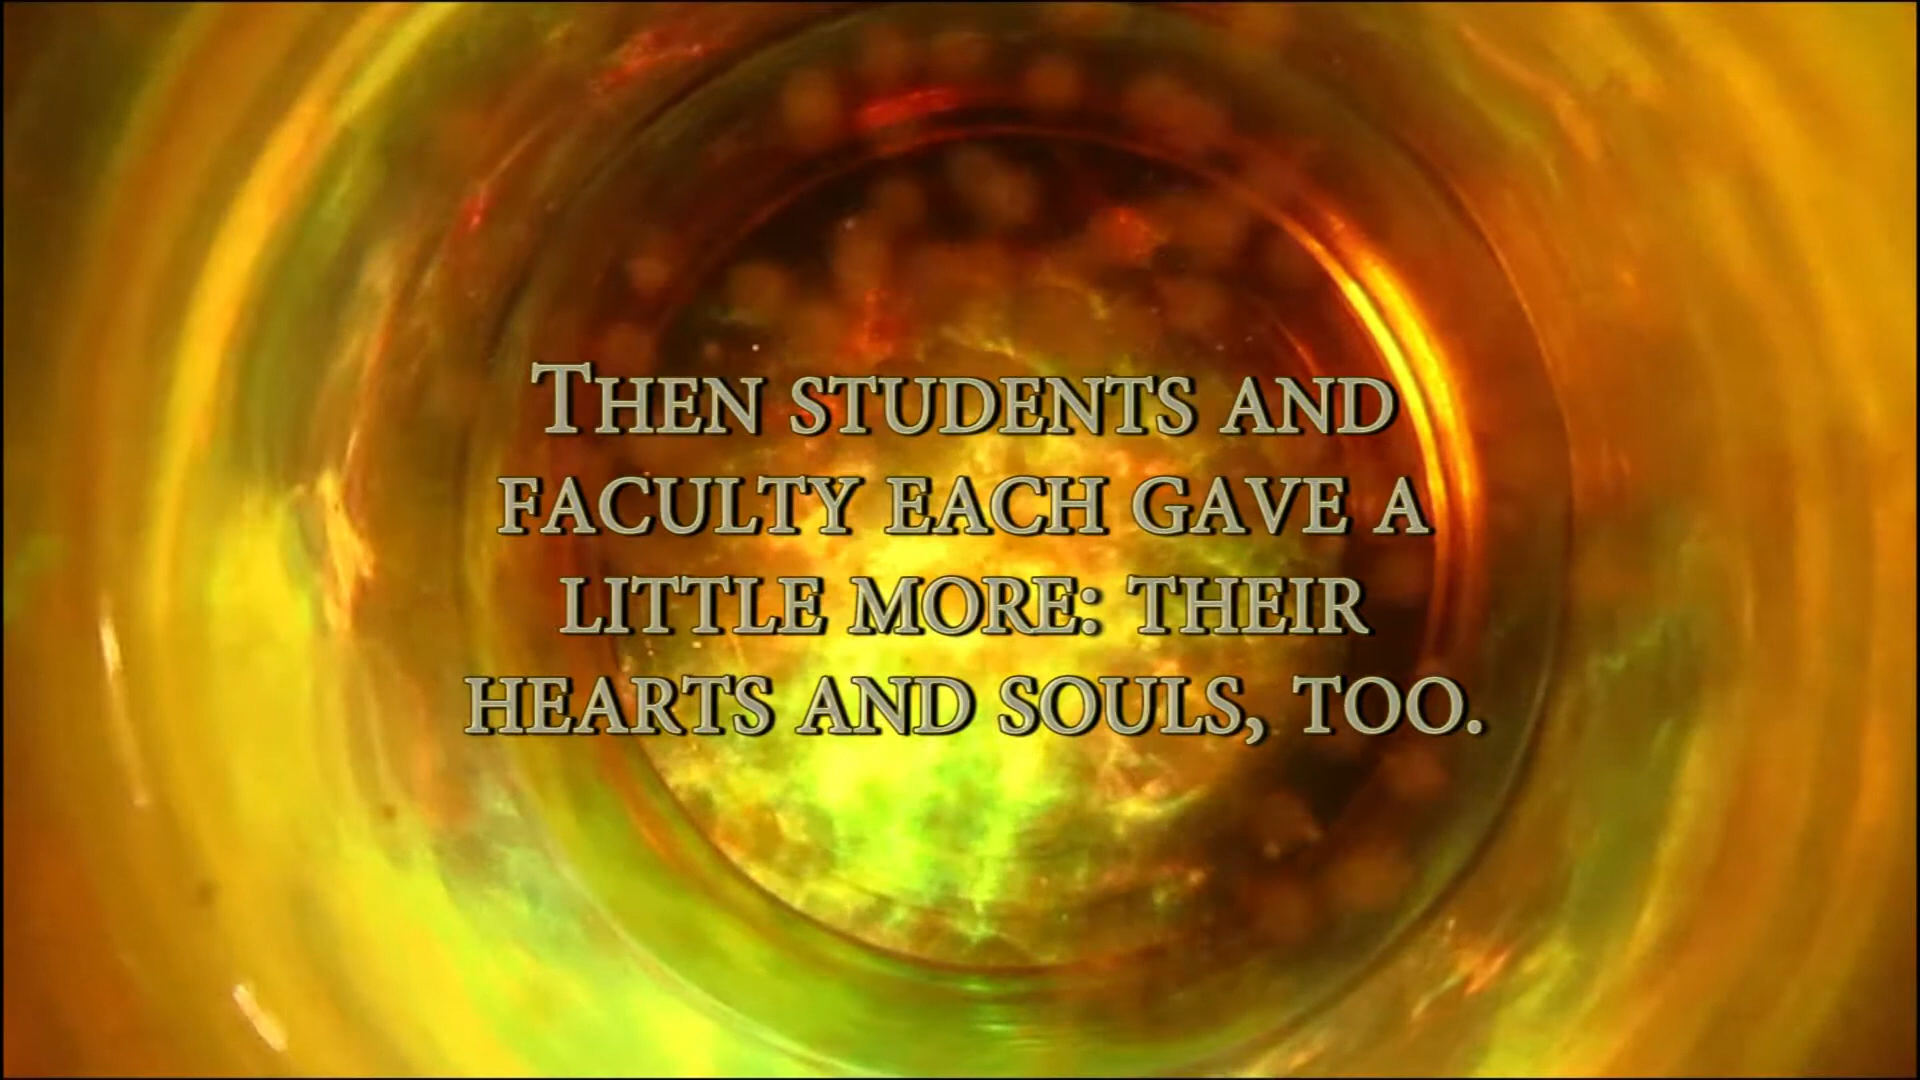 Then students and
faculty each gave a
little more: their
hearts and souls, too.